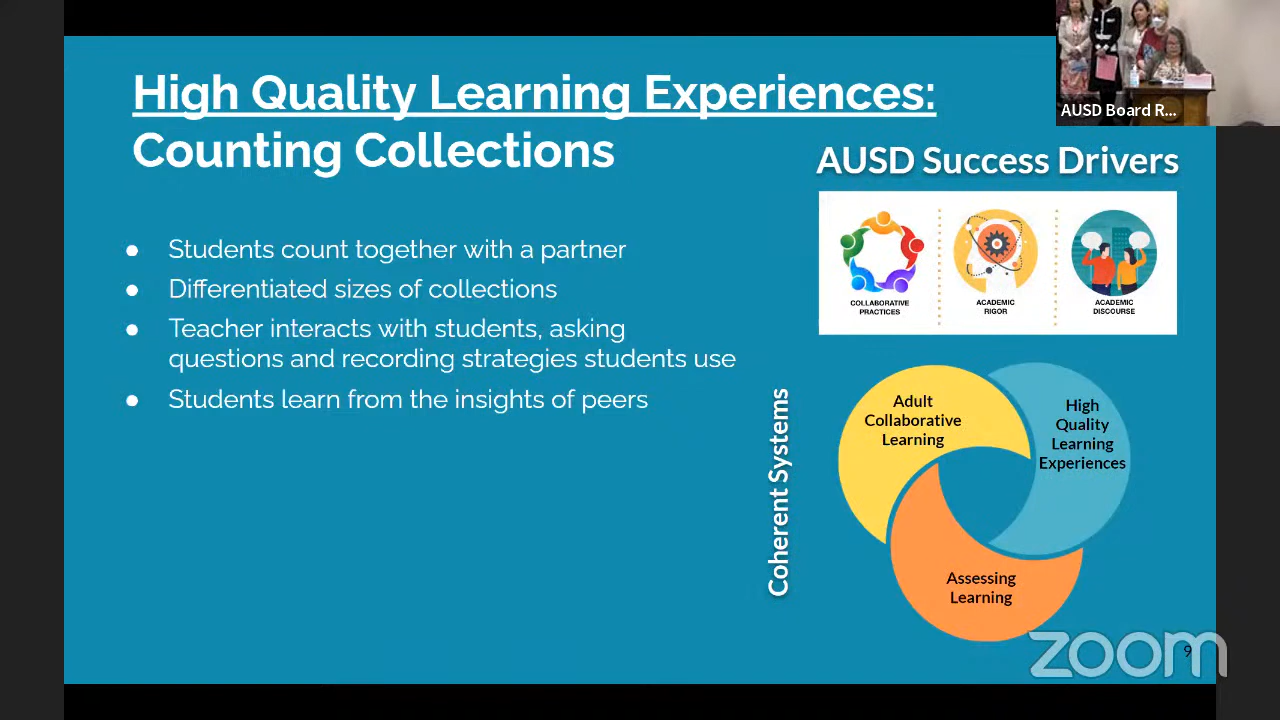 High Quality Learning Experiences:
Counting Collections
● Students count together with a partner
● Differentiated sizes of collections
● Teacher interacts with students, asking
questions and recording strategies students use
● Students learn from the insights of peers
AUSD Board R...
AUSD Success Drivers
COLLABORATIVE
PRACTICES
ACADEMIC
RIGOR
ACADEMIC
DISCOURSE
Coherent Systems
Adult
Collaborative
Learning
High
Quality
Learning
Experiences
Assessing
Learning
zoom
9